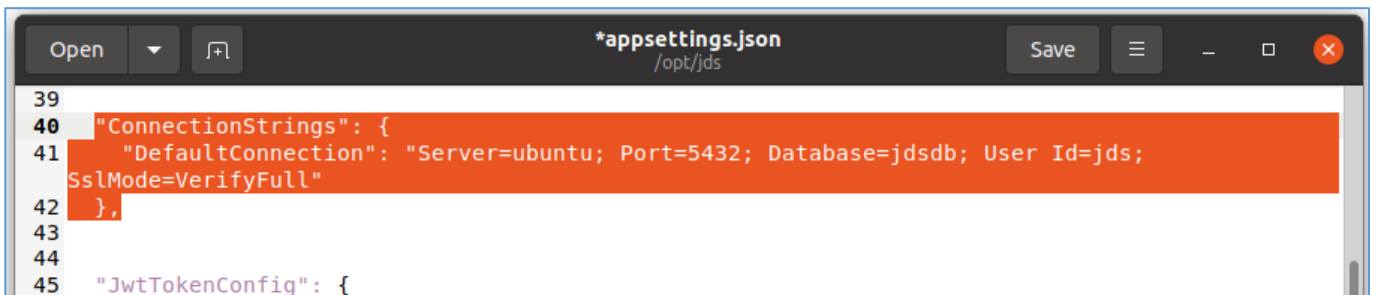 Open
*appsettings.json
/opt/jds
Save
39
40 "ConnectionStrings": {
41 "DefaultConnection": "Server=ubuntu; Port=5432; Database=jdsdb; User Id=jds;
SslMode=VerifyFull"
42 },
43
44
45 "JwtTokenConfig": {